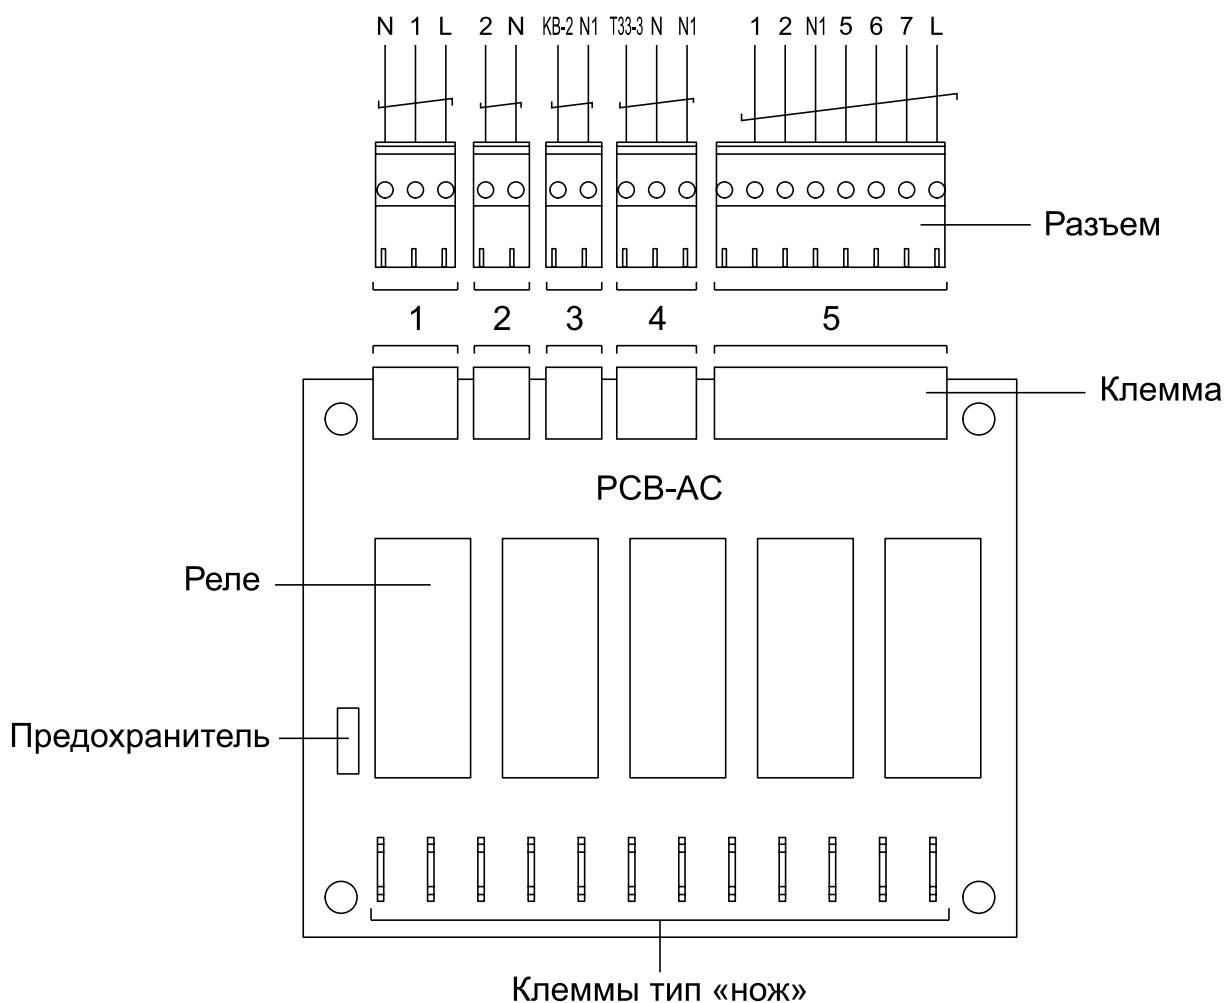 N 1 L 2 N КВ-2 N1 Т33-3 N N1 1 2 N1 5 6 7 L
Разъем
1 2 3 4 5
Клемма
PCB-AC
Реле
Предохранитель
Клеммы тип «нож»